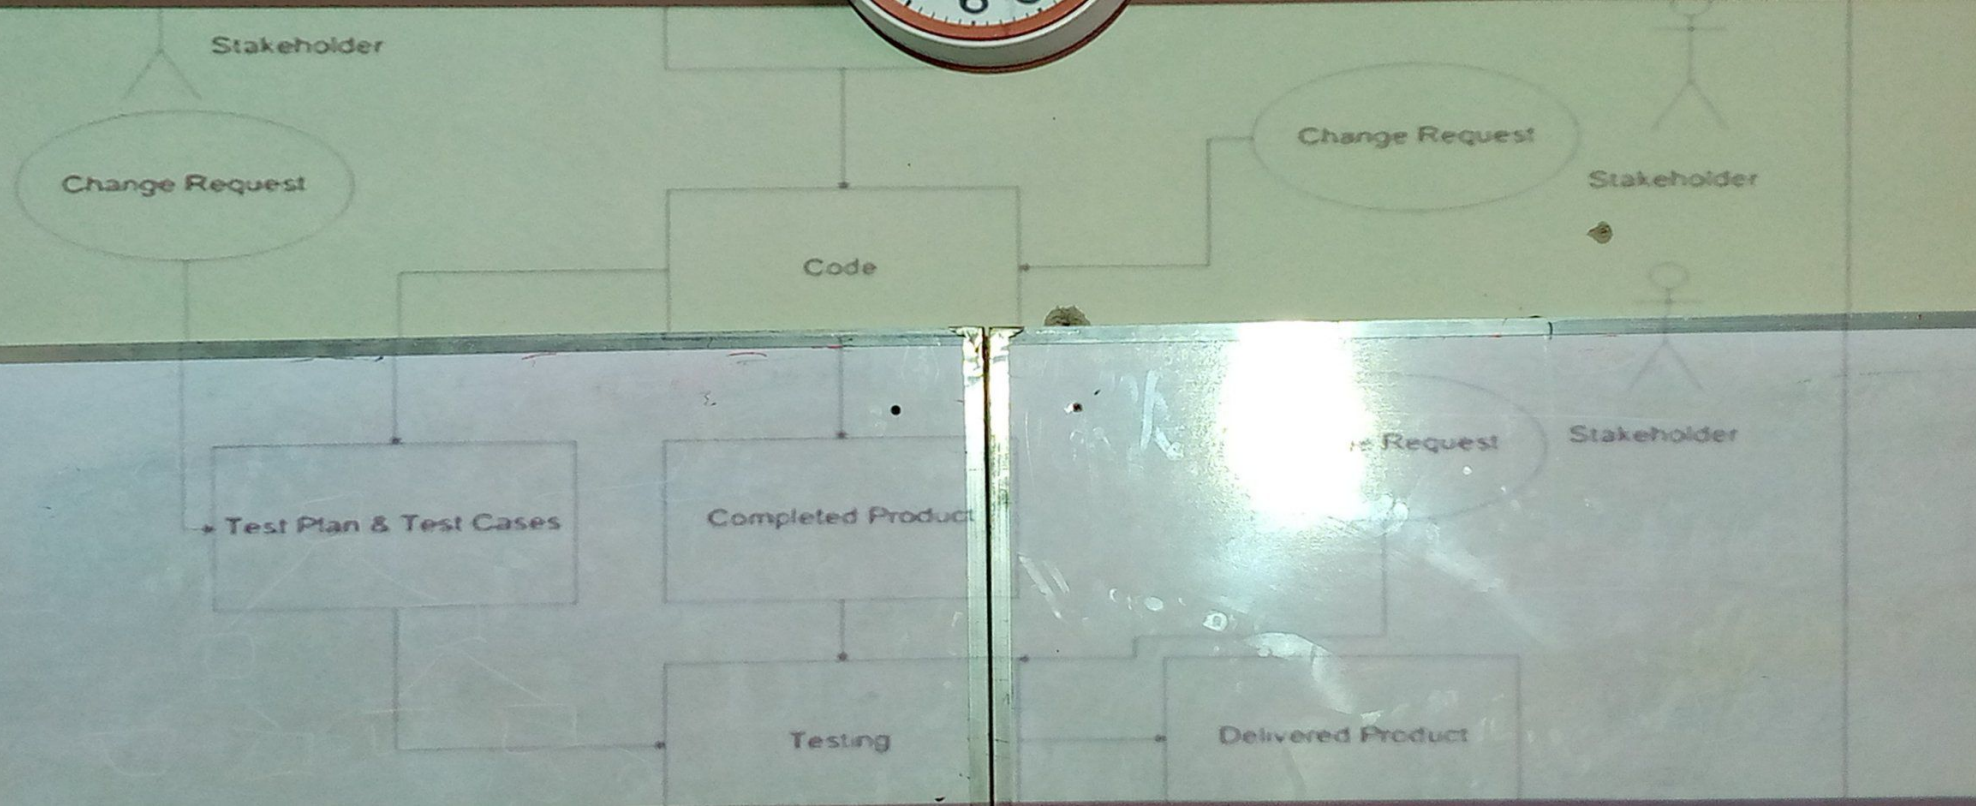 Stakeholder
Change Request
Change Request
Stakeholder
Code
Request
Stakeholder
Test Plan & Test Cases
Completed Product
Testing
Delivered Product